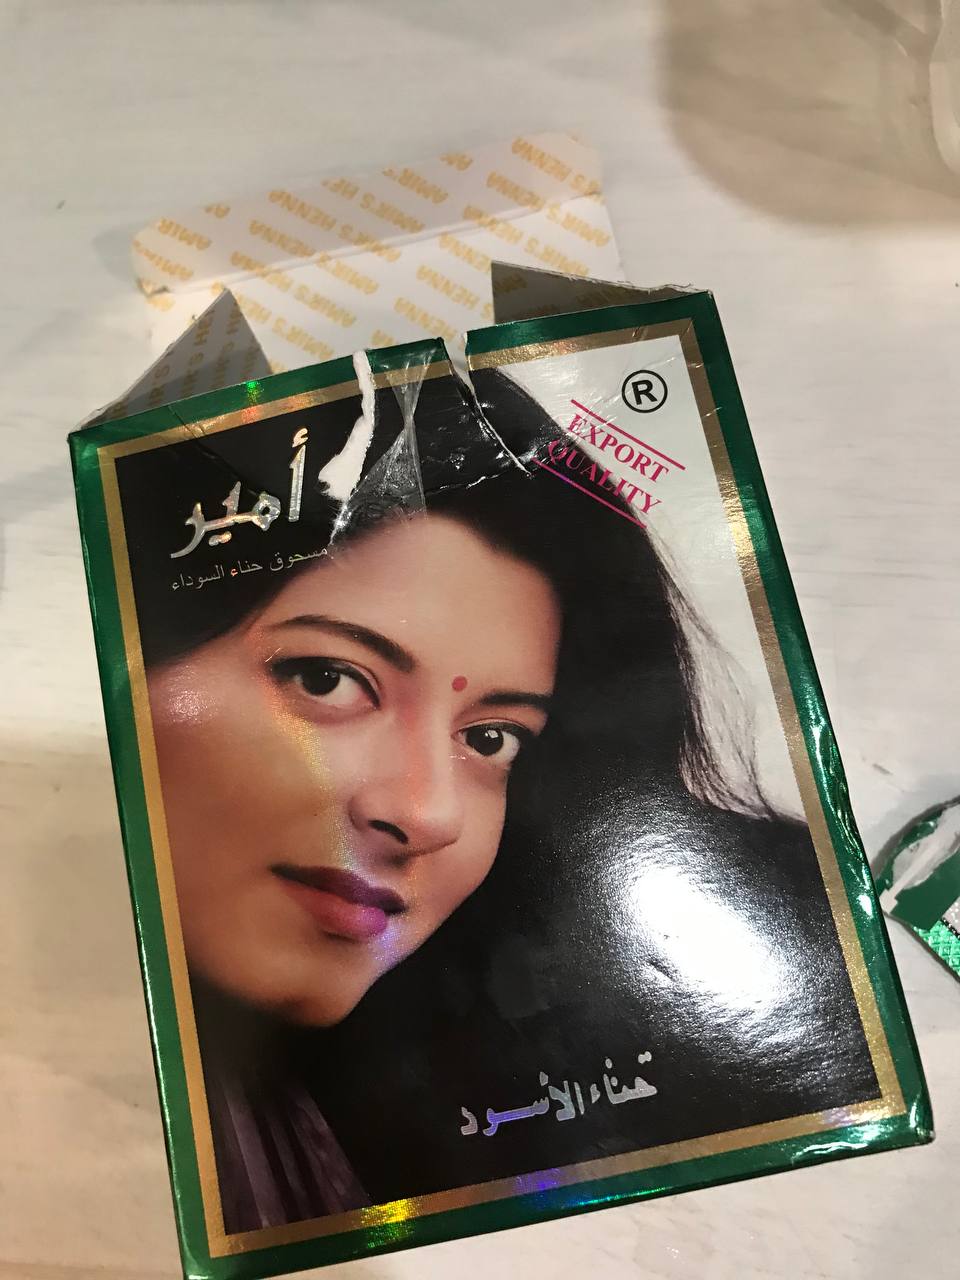 AMIR'S HENNA
®
EXPORT
QUALITY
أمير
مسحوق حناء السوداء
حناء الأسود